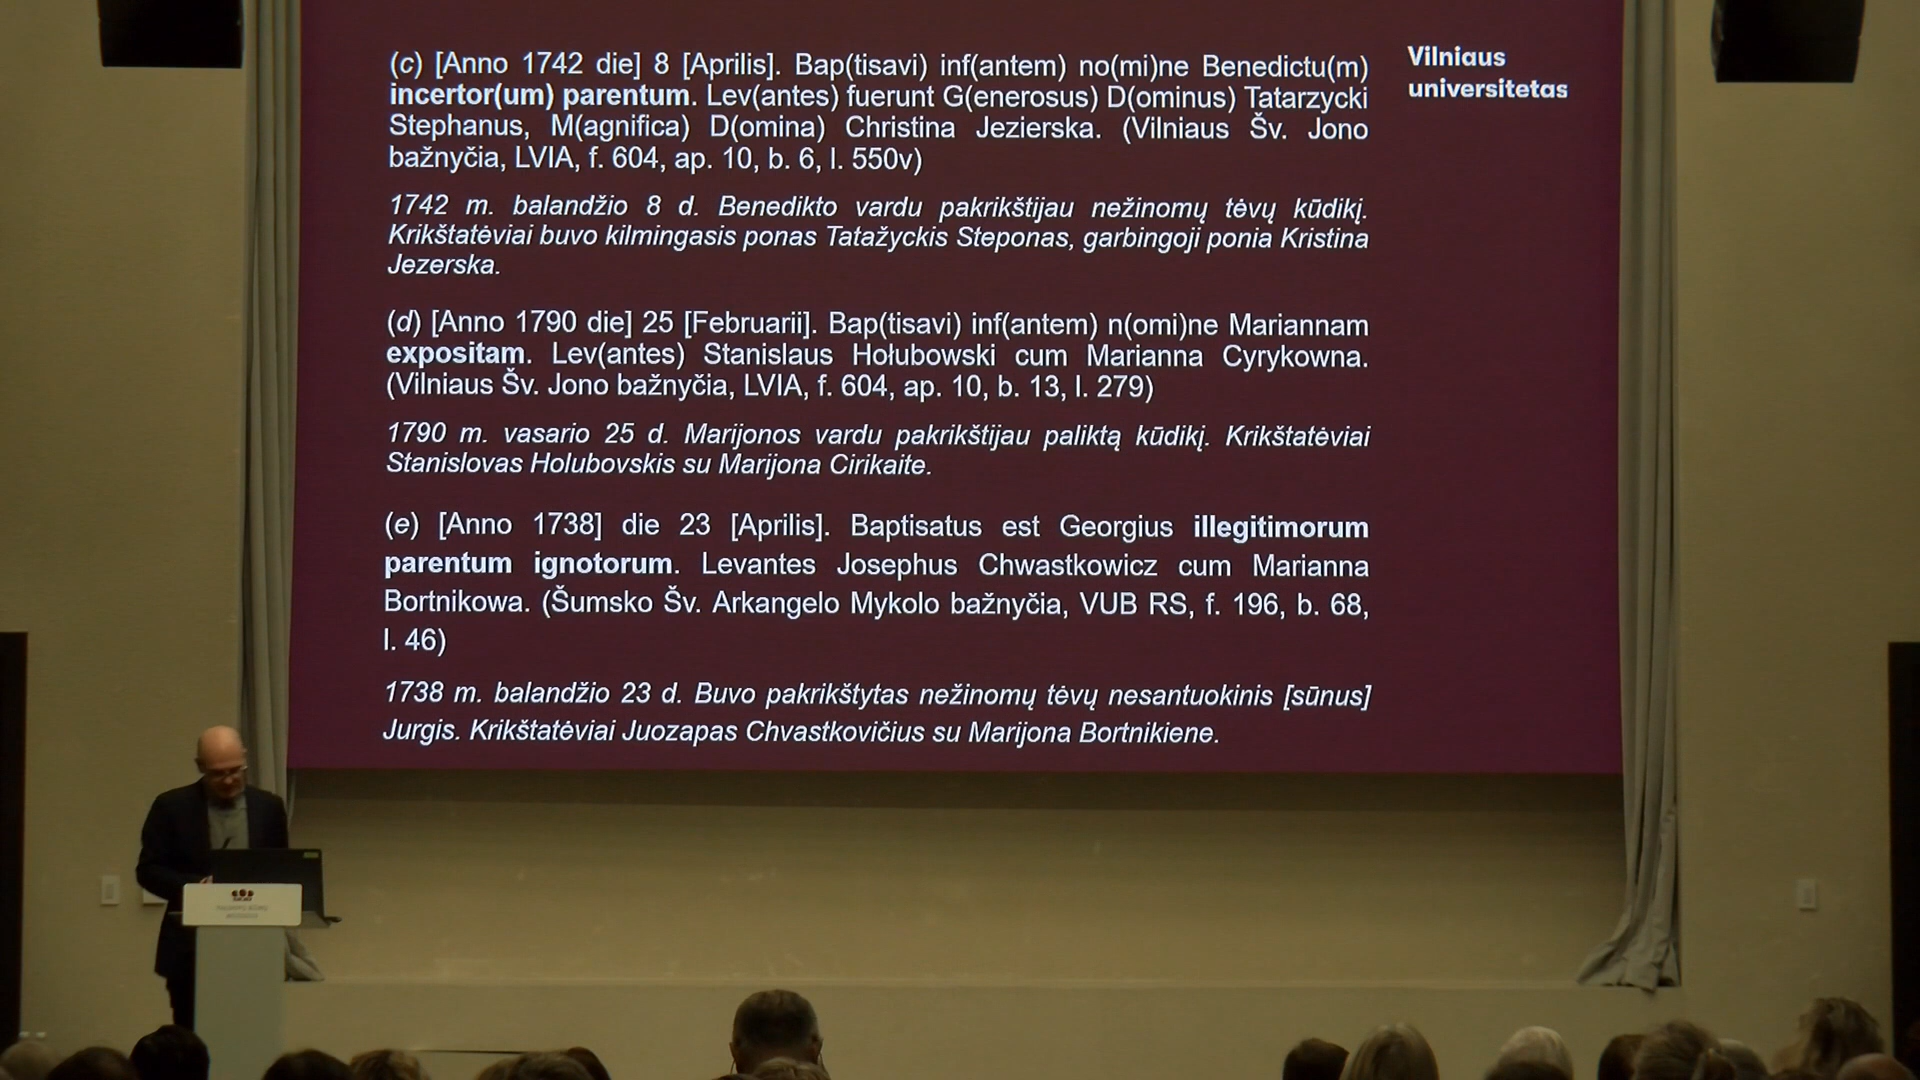 (c) [Anno 1742 die] 8 [Aprilis]. Bap(tisavi) inf(antem) no(mi)ne Benedictu(m)
incertor(um) parentum. Lev(antes) fuerunt G(enerosus) D(ominus) Tatarzycki
Stephanus, M(agnifica) D(omina) Christina Jezierska. (Vilniaus Šv. Jono
bažnyčia, LVIA, f. 604, ap. 10, b. 6, l. 550v)
1742 m. balandžio 8 d. Benedikto vardu pakrikštijau nežinomų tėvų kūdikį.
Krikštatėviai buvo kilmingasis ponas Tatažyckis Steponas, garbingoji ponia Kristina
Jezerska.
(d) [Anno 1790 die] 25 [Februarii]. Bap(tisavi) inf(antem) n(omi)ne Mariannam
expositam. Lev(antes) Stanislaus Hołubowski cum Marianna Cyrykowna.
(Vilniaus Šv. Jono bažnyčia, LVIA, f. 604, ap. 10, b. 13, l. 279)
1790 m. vasario 25 d. Marijonos vardu pakrikštijau paliktą kūdikį. Krikštatėviai
Stanislovas Holubovskis su Marijona Cirikaite.
(e) [Anno 1738] die 23 [Aprilis]. Baptisatus est Georgius illegitimorum
parentum ignotorum. Levantes Josephus Chwastkowicz cum Marianna
Bortnikowa. (Šumsko Šv. Arkangelo Mykolo bažnyčia, VUB RS, f. 196, b. 68,
l. 46)
1738 m. balandžio 23 d. Buvo pakrikštytas nežinomų tėvų nesantuokinis [sūnus]
Jurgis. Krikštatėviai Juozapas Chvastkovičius su Marijona Bortnikiene.
Vilniaus
universitetas